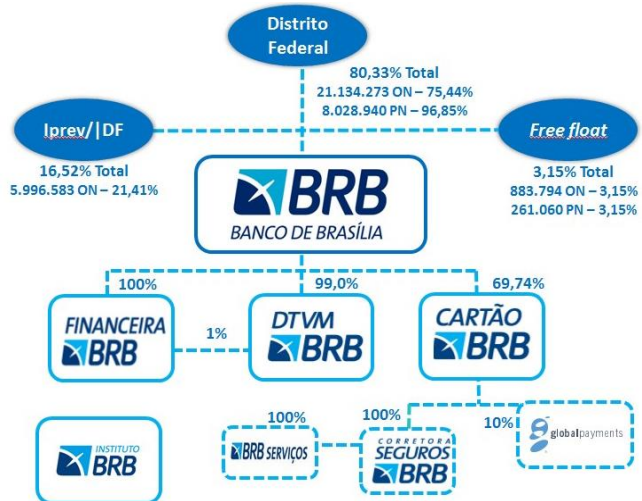 Distrito
Federal
80,33% Total
21.134.273 ON – 75,44%
8.028.940 PN – 96,85%
Iprev/|DF
16,52% Total
5.996.583 ON – 21,41%
Free float
3,15% Total
883.794 ON – 3,15%
261.060 PN – 3,15%
BRB
BANCO DE BRASÍLIA
100%
99,0%
69,74%
FINANCEIRA
BRB
1%
DTVM
BRB
CARTÃO
BRB
INSTITUTO
BRB
100%
BRB SERVIÇOS
100%
CORRETORA
SEGUROS
BRB
10%
globalpayments